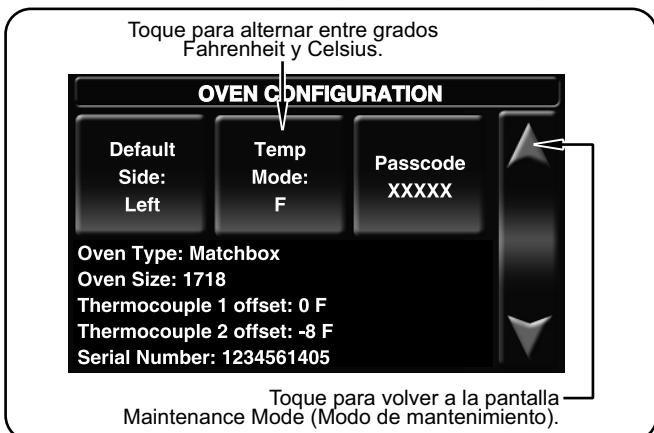 Toque para alternar entre grados
Fahrenheit y Celsius.
OVEN CONFIGURATION
Default
Side:
Left
Temp
Mode:
F
Passcode
XXXXX
Oven Type: Matchbox
Oven Size: 1718
Thermocouple 1 offset: 0 F
Thermocouple 2 offset: -8 F
Serial Number: 1234561405
Toque para volver a la pantalla
Maintenance Mode (Modo de mantenimiento).